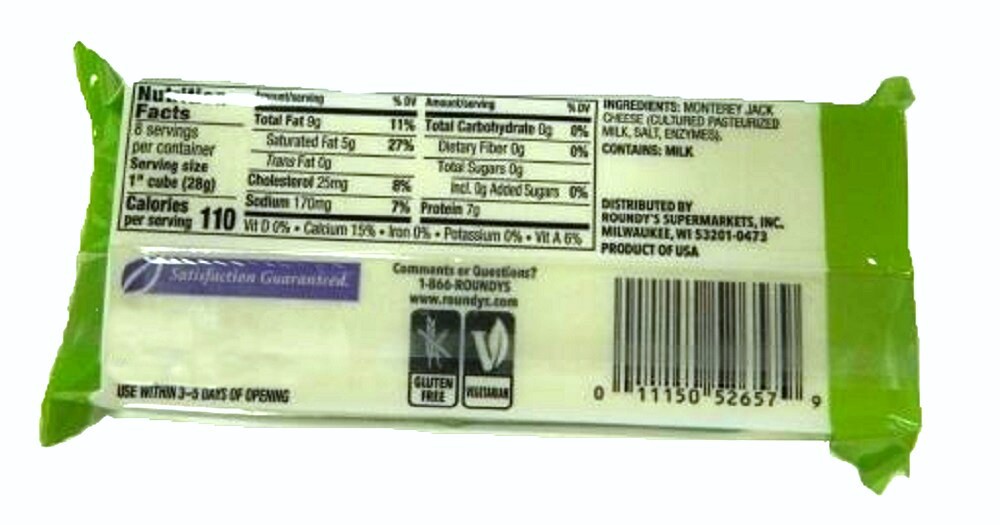 Nutrition
Facts
8 servings
per container
Serving size
1" cube (28g)
Calories
per serving 110
Amount/serving % DV
Total Fat 9g 11%
Saturated Fat 5g 27%
Trans Fat 0g
Cholesterol 25mg 8%
Sodium 170mg 7%
Amount/serving % DV
Total Carbohydrate 0g 0%
Dietary Fiber 0g 0%
Total Sugars 0g
Incl. 0g Added Sugars 0%
Protein 7g
Vit D 0% • Calcium 15% • Iron 0% • Potassium 0% • Vit A 6%
INGREDIENTS: MONTEREY JACK
CHEESE (CULTURED PASTEURIZED
MILK, SALT, ENZYMES).
CONTAINS: MILK
DISTRIBUTED BY
ROUNDY'S SUPERMARKETS, INC.
MILWAUKEE, WI 53201-0473
PRODUCT OF USA
Satisfaction Guaranteed.
Comments or Questions?
1-866-ROUNDYS
www.roundys.com
GLUTEN
FREE
VEGETARIAN
USE WITHIN 3-5 DAYS OF OPENING
0 11150 52657 9